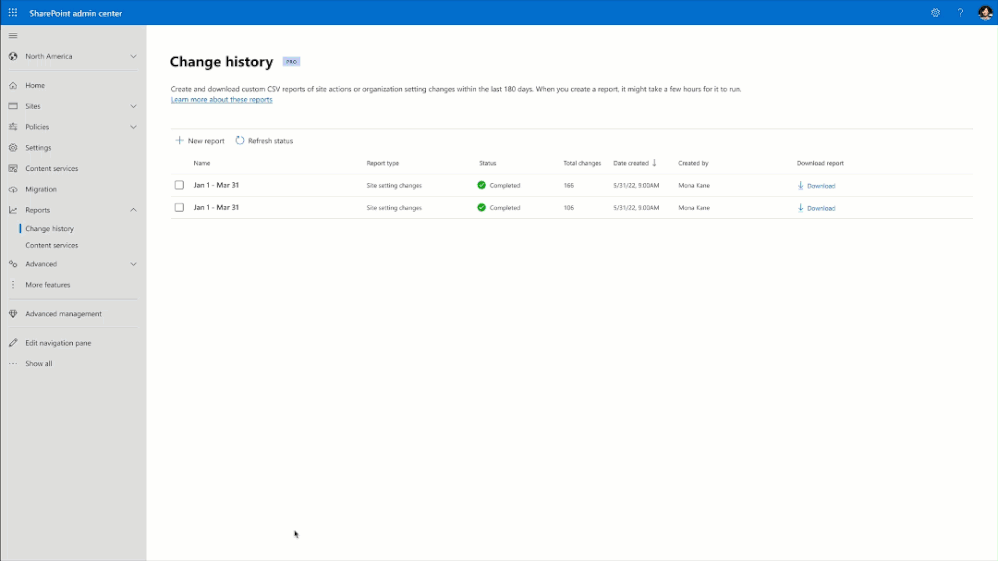 SharePoint admin center
?
North America
Home
Sites
Policies
Settings
Content services
Migration
Reports
Change history
Content services
Advanced
More features
Advanced management
Edit navigation pane
Show all
Change history PRO
Create and download custom CSV reports of site actions or organization setting changes within the last 180 days. When you create a report, it might take a few hours for it to run.
Learn more about these reports
New report Refresh status
Name Report type Status Total changes Date created ↓ Created by Download report
Jan 1 - Mar 31 Site setting changes Completed 166 5/31/22, 9:00AM Mona Kane Download
Jan 1 - Mar 31 Site setting changes Completed 106 5/31/22, 9:00AM Mona Kane Download